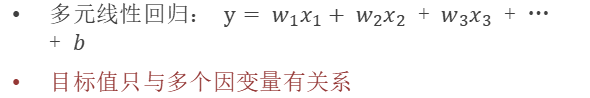 • 多元线性回归： y = w₁x₁ + w₂x₂ + w₃x₃ + ⋯
+ b
• 目标值只与多个因变量有关系